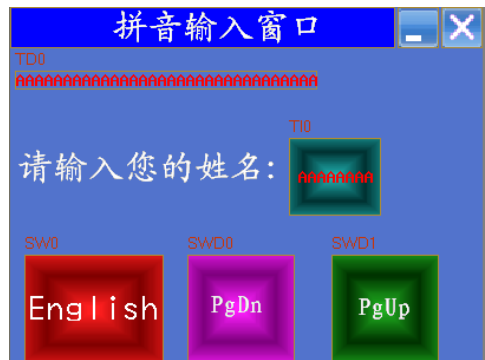 拼音输入窗口
TD0
AAAAAAAAAAAAAAAAAAAAAAAAAAAAAAAA
TI0
请输入您的姓名:
AAAAAAAA
SW0 SWD0 SWD1
English PgDn PgUp